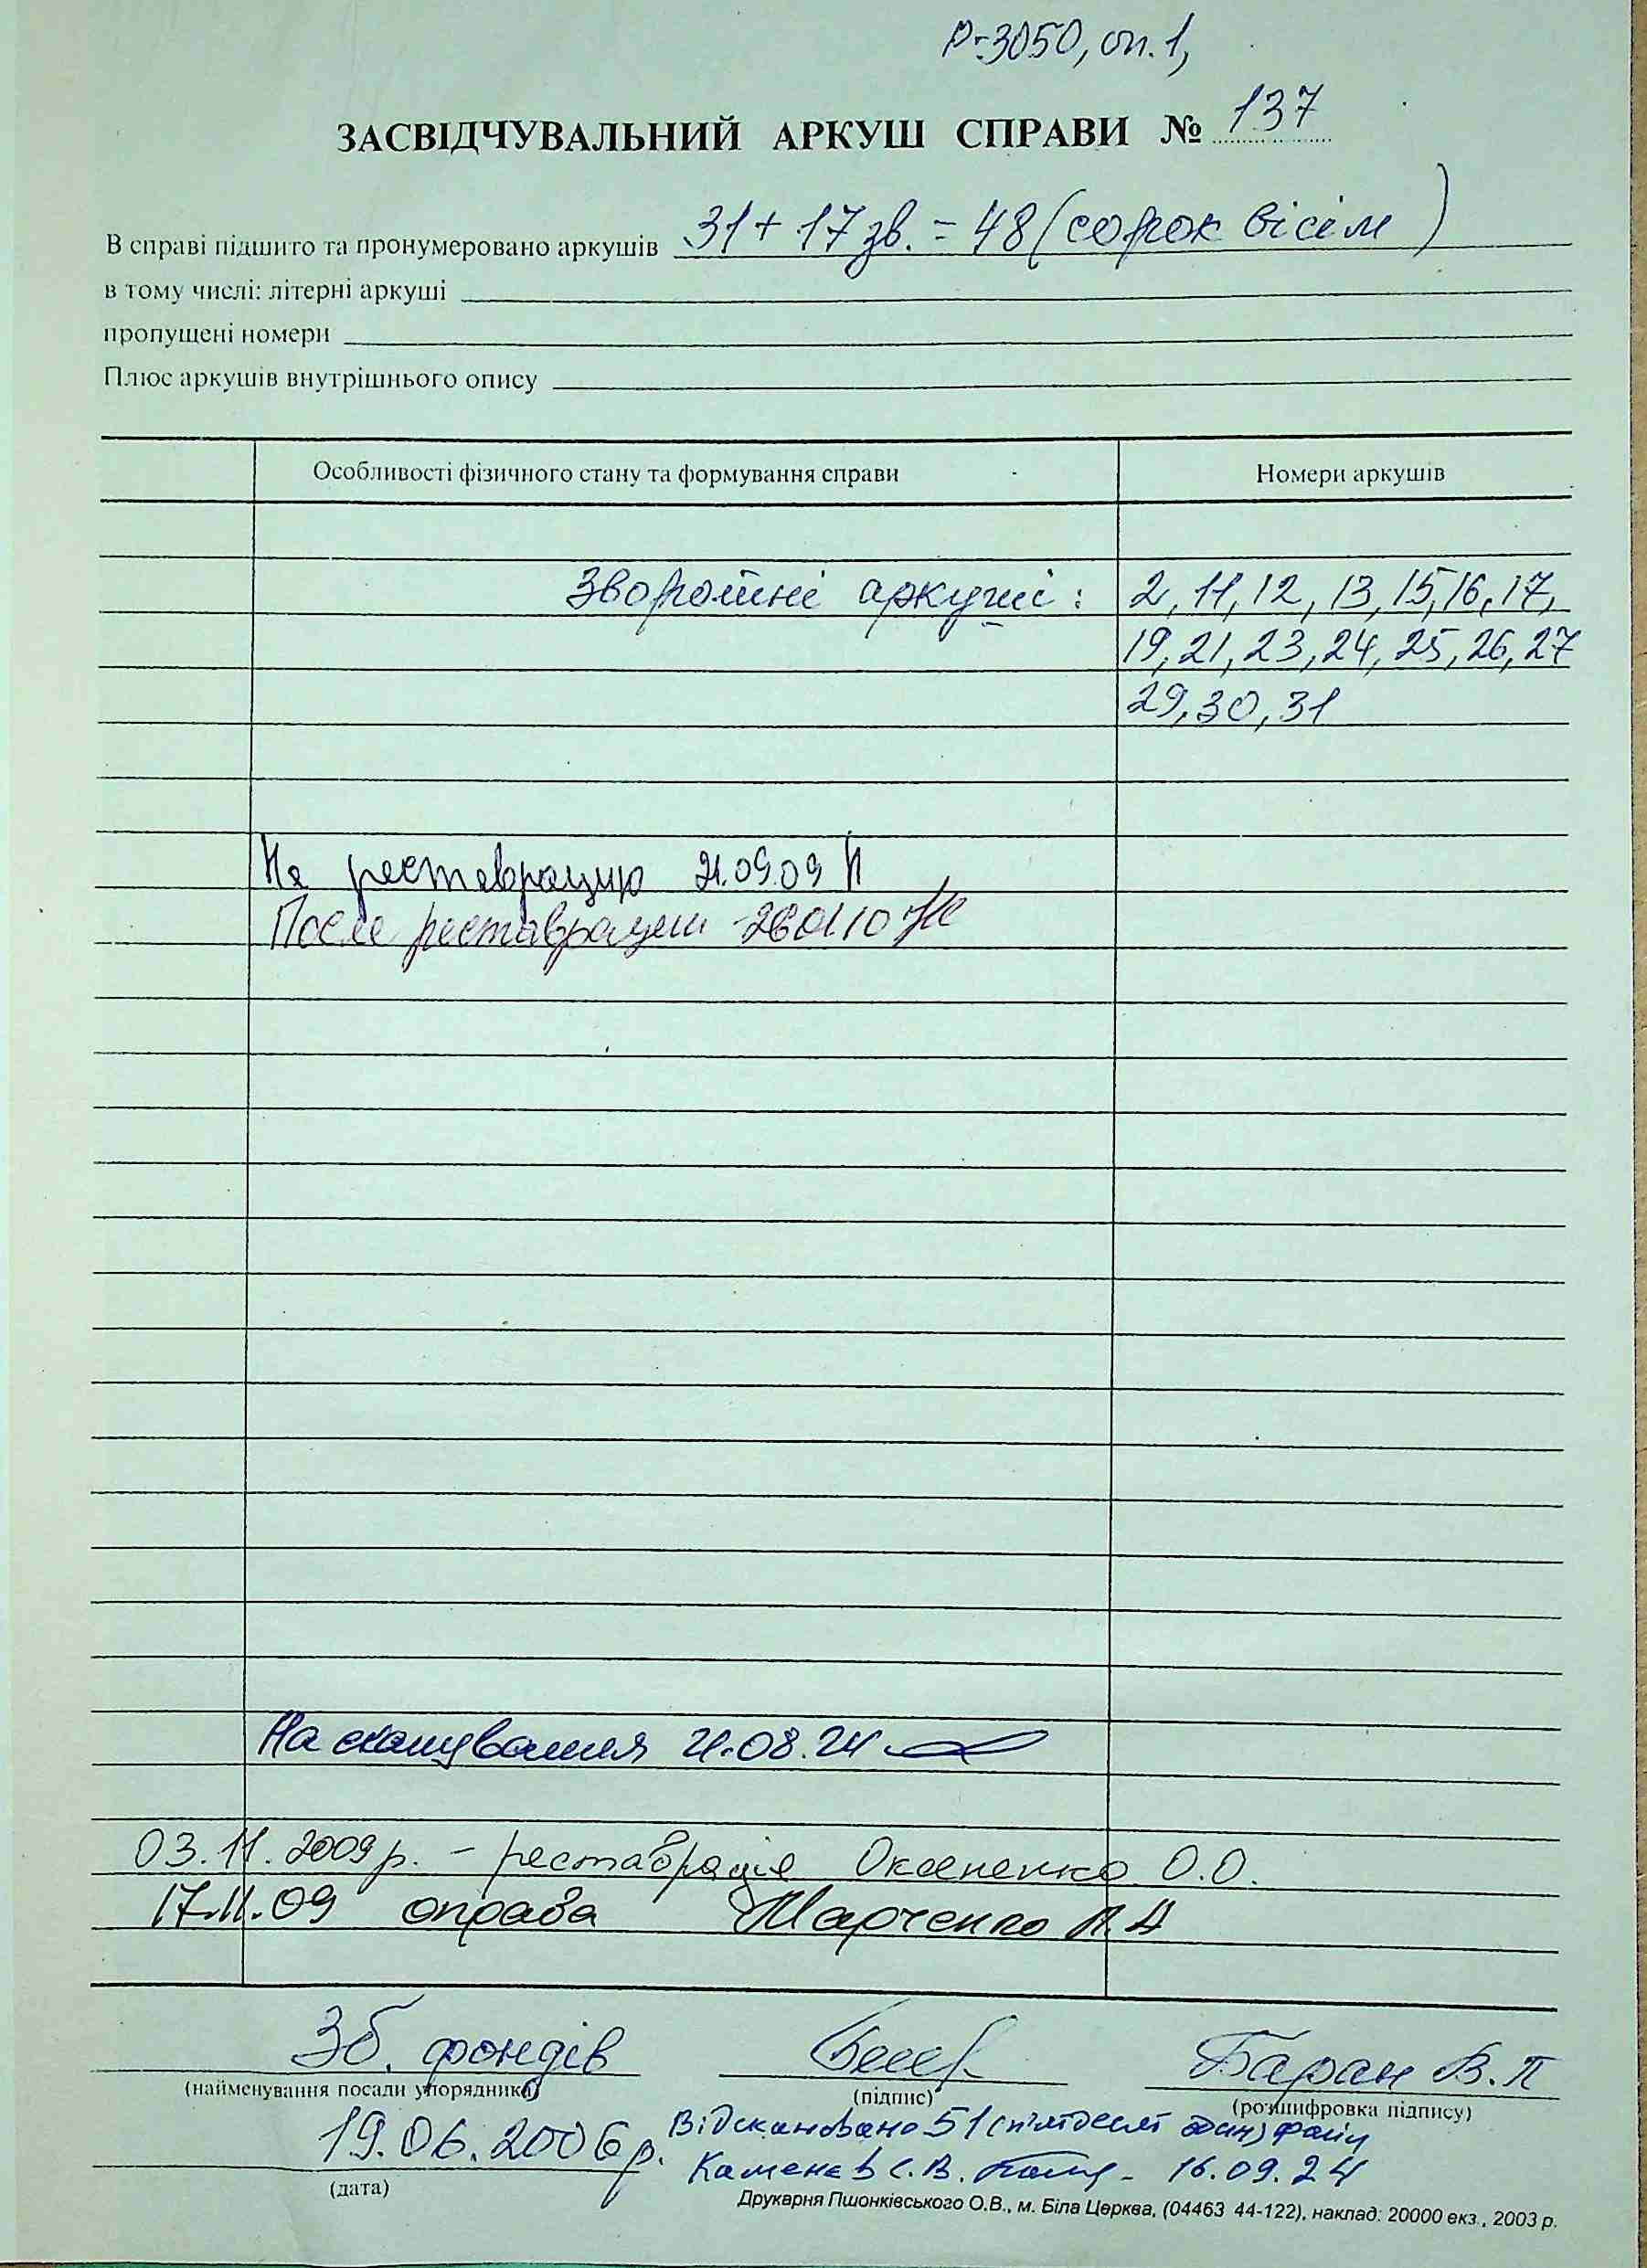 Р-3050, оп.1,
ЗАСВІДЧУВАЛЬНИЙ АРКУШ СПРАВИ № 137
В справі підшито та пронумеровано аркушів 31 + 17 зв. = 48 (сорок вісім)
в тому числі: літерні аркуші
пропущені номери
Плюс аркушів внутрішнього опису
Особливості фізичного стану та формування справи Номери аркушів
Зворотні аркуші: 2, 11, 12, 13, 15, 16, 17,
19, 21, 23, 24, 25, 26, 27
29, 30, 31
На реставрацию 21.09.09
После реставрации 260110
На сканування 21.08.24
03.11.2009 р. - реставрація О.О.
17.11.09 оправа Марченко
Зб. фондів Баран В.П
(найменування посади упорядника) (підпис) (розшифровка підпису)
19.06.2006 р. Відскановано 51 (п'ятдесят один) файл
Каменєв С.В. 16.09.24
(дата)
Друкарня Пшонківського О.В., м. Біла Церква, (04463 44-122), наклад: 20000 екз., 2003 р.